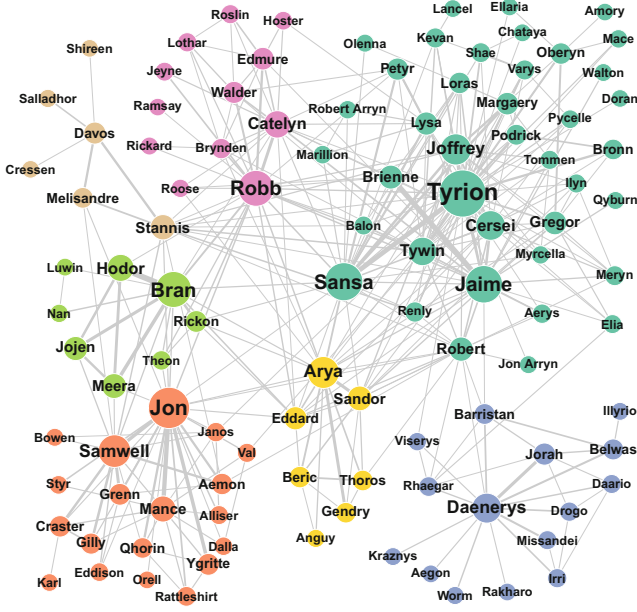 Lancel
Ellaria
Amory
Roslin
Hoster
Kevan
Chataya
Mace
Lothar
Olenna
Shae
Oberyn
Shireen
Edmure
Petyr
Varys
Walton
Jeyne
Loras
Salladhor
Walder
Robert Arryn
Margaery
Doran
Ramsay
Catelyn
Lysa
Pycelle
Davos
Podrick
Rickard
Brynden
Marillion
Joffrey
Tommen
Bronn
Cressen
Brienne
Robb
Tyrion
Ilyn
Roose
Melisandre
Qyburn
Stannis
Balon
Cersei
Gregor
Tywin
Myrcella
Luwin
Hodor
Sansa
Jaime
Meryn
Bran
Nan
Rickon
Renly
Aerys
Elia
Jojen
Theon
Robert
Jon Arryn
Meera
Arya
Jon
Sandor
Eddard
Barristan
Illyrio
Bowen
Janos
Viserys
Samwell
Val
Jorah
Belwas
Styr
Grenn
Aemon
Beric
Thoros
Rhaegar
Daario
Mance
Daenerys
Drogo
Craster
Alliser
Gendry
Gilly
Qhorin
Dalla
Anguy
Missandei
Kraznys
Karl
Eddison
Orell
Ygritte
Aegon
Irri
Rattleshirt
Worm
Rakharo